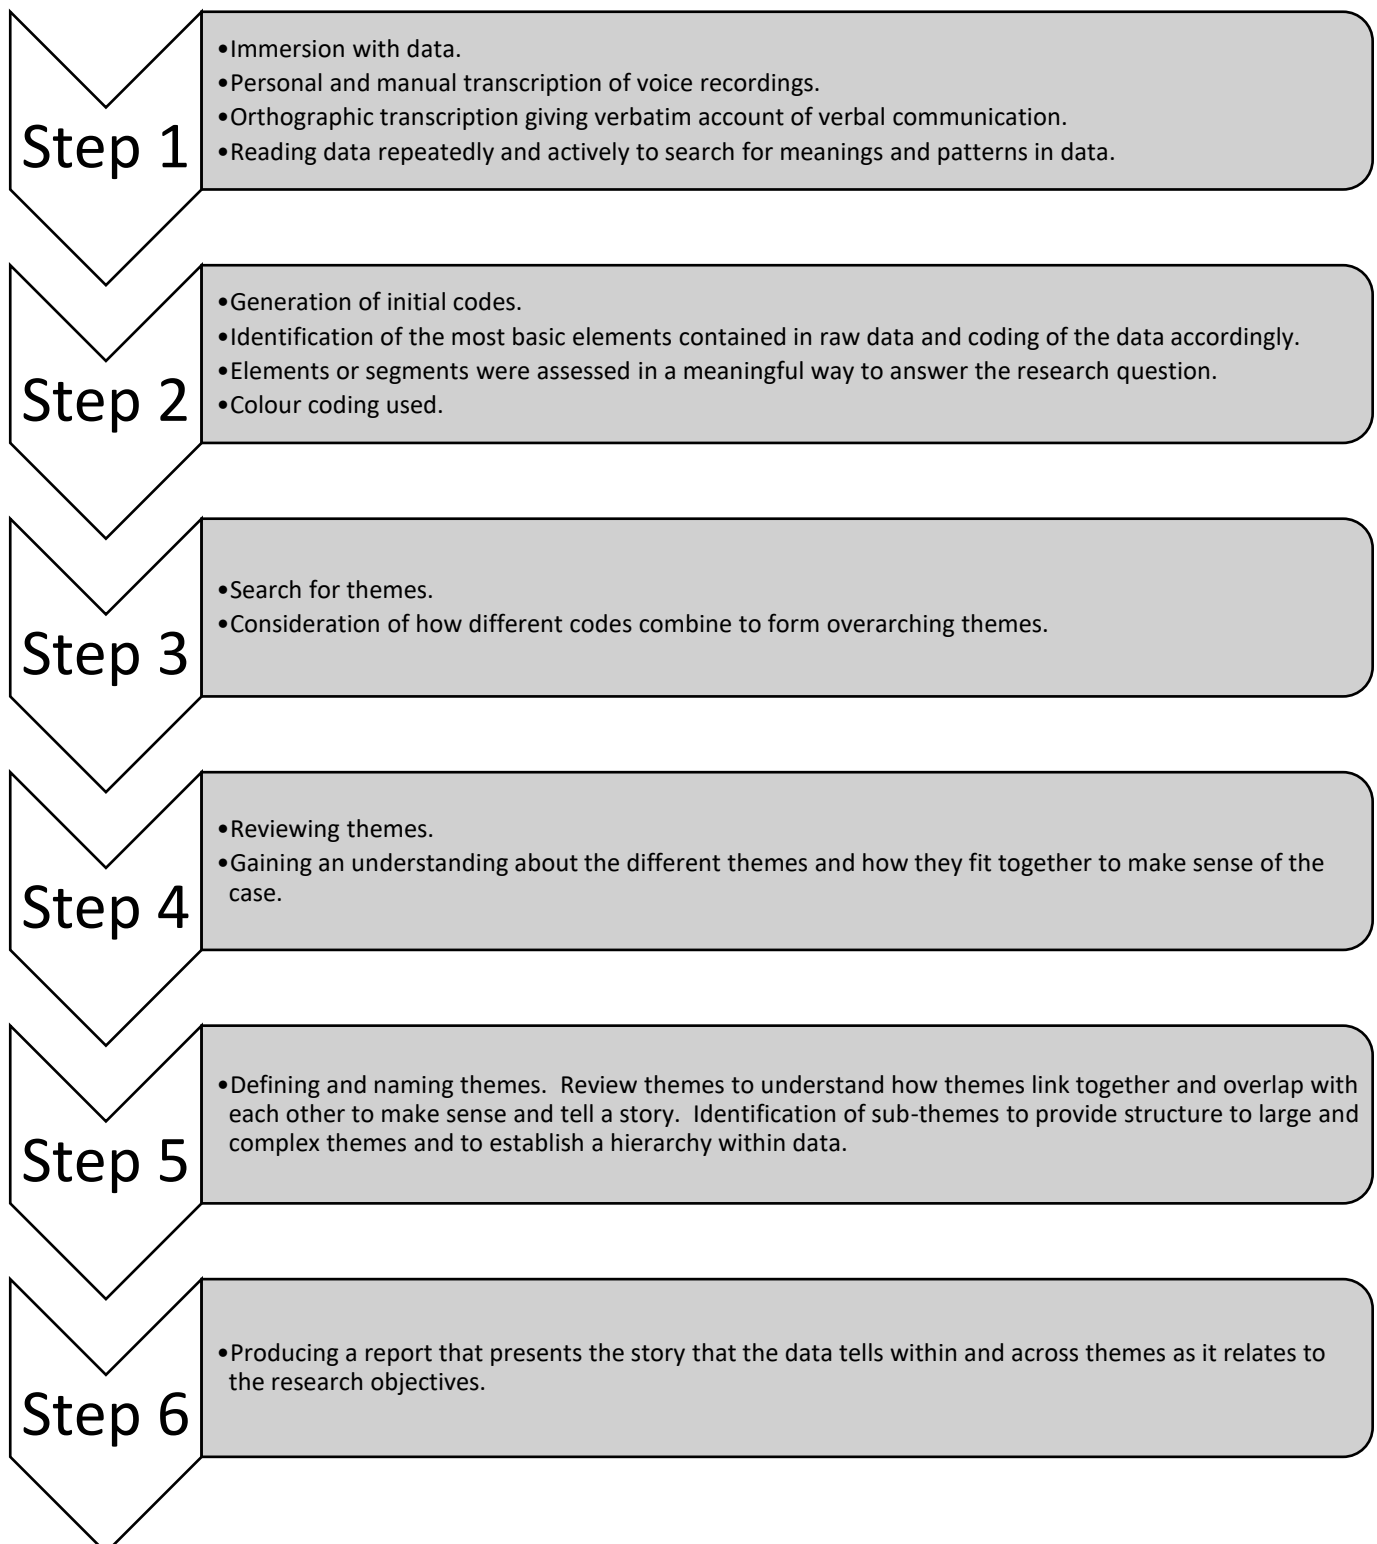 Step 1
•Immersion with data.
•Personal and manual transcription of voice recordings.
•Orthographic transcription giving verbatim account of verbal communication.
•Reading data repeatedly and actively to search for meanings and patterns in data.
Step 2
•Generation of initial codes.
•Identification of the most basic elements contained in raw data and coding of the data accordingly.
•Elements or segments were assessed in a meaningful way to answer the research question.
•Colour coding used.
Step 3
•Search for themes.
•Consideration of how different codes combine to form overarching themes.
Step 4
•Reviewing themes.
•Gaining an understanding about the different themes and how they fit together to make sense of the
case.
Step 5
•Defining and naming themes.  Review themes to understand how themes link together and overlap with
each other to make sense and tell a story.  Identification of sub-themes to provide structure to large and
complex themes and to establish a hierarchy within data.
Step 6
•Producing a report that presents the story that the data tells within and across themes as it relates to
the research objectives.